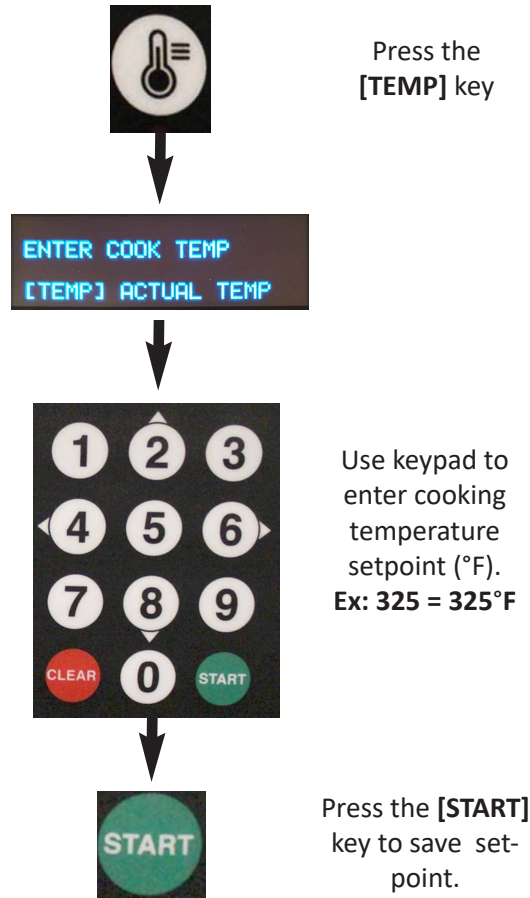 Press the
[TEMP] key
ENTER COOK TEMP
[TEMP] ACTUAL TEMP
1 2 3
4 5 6
7 8 9
CLEAR 0 START
Use keypad to
enter cooking
temperature
setpoint (°F).
Ex: 325 = 325°F
START
Press the [START]
key to save set-
point.